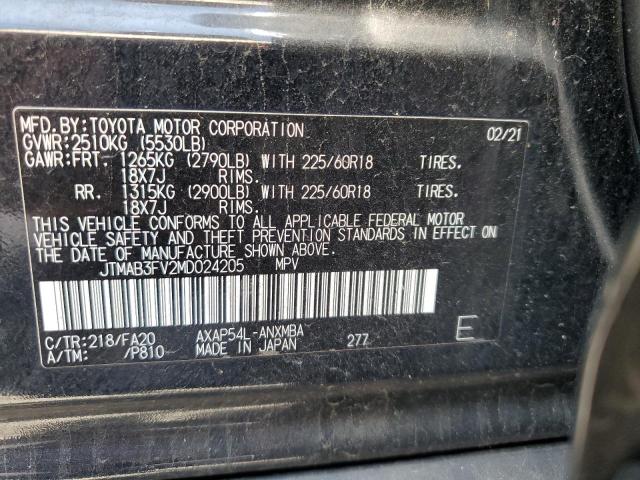 MFD.BY:TOYOTA MOTOR CORPORATION 02/21
GVWR:2510KG (5530LB)
GAWR:FRT- 1265KG (2790LB) WITH 225/60R18 TIRES.
18X7J RIMS.
RR. 1315KG (2900LB) WITH 225/60R18 TIRES.
18X7J RIMS.
THIS VEHICLE CONFORMS TO ALL APPLICABLE FEDERAL MOTOR
VEHICLE SAFETY AND THEFT PREVENTION STANDARDS IN EFFECT ON
THE DATE OF MANUFACTURE SHOWN ABOVE.
JTMAB3FV2MD024205 MPV
C/TR:218/FA20 AXAP54L-ANXMBA 277 E
A/TM: /P810 MADE IN JAPAN